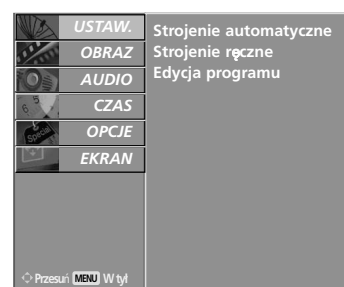 USTAW.
OBRAZ
AUDIO
CZAS
OPCJE
EKRAN
Strojenie automatyczne
Strojenie ręczne
Edycja programu
Przesuń MENU W tył